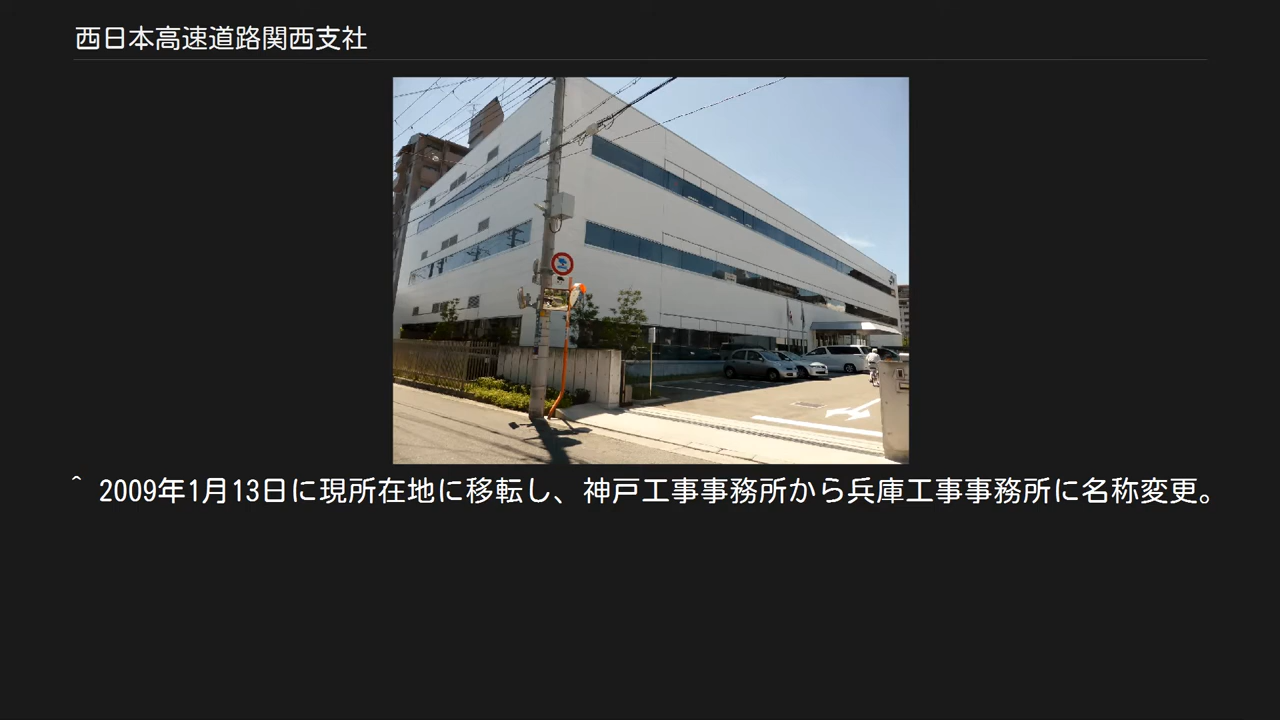 西日本高速道路関西支社
^ 2009年1月13日に現所在地に移転し、神戸工事事務所から兵庫工事事務所に名称変更。